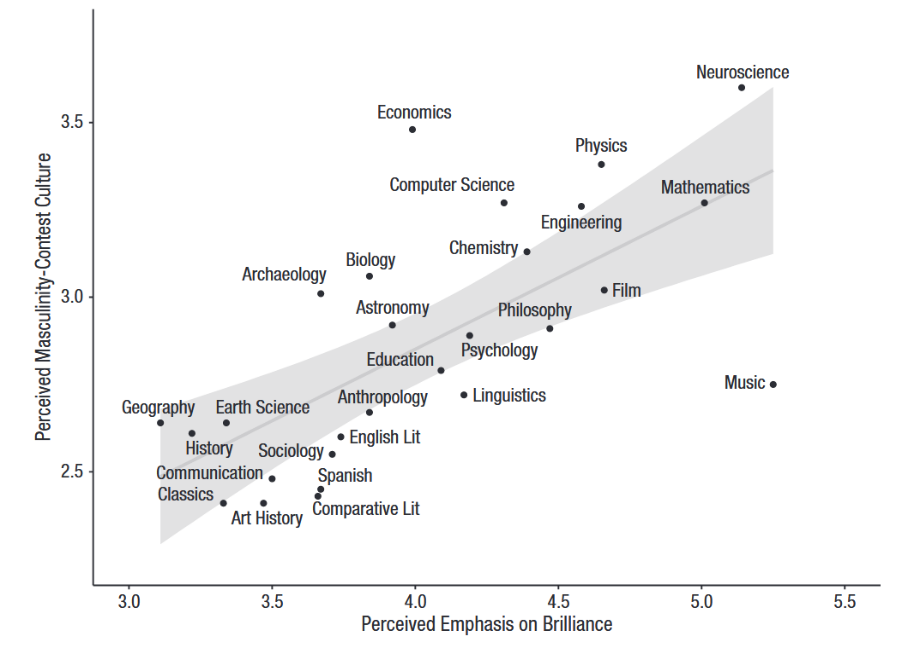 Neuroscience
3.5
Economics
Physics
Computer Science
Mathematics
Engineering
Chemistry
Biology
Archaeology
3.0
Film
Astronomy
Philosophy
Psychology
Education
Music
Anthropology
Linguistics
Geography
Earth Science
English Lit
History
Sociology
2.5
Communication
Spanish
Classics
Comparative Lit
Art History
Perceived Masculinity-Contest Culture
3.0
3.5
4.0
4.5
5.0
5.5
Perceived Emphasis on Brilliance